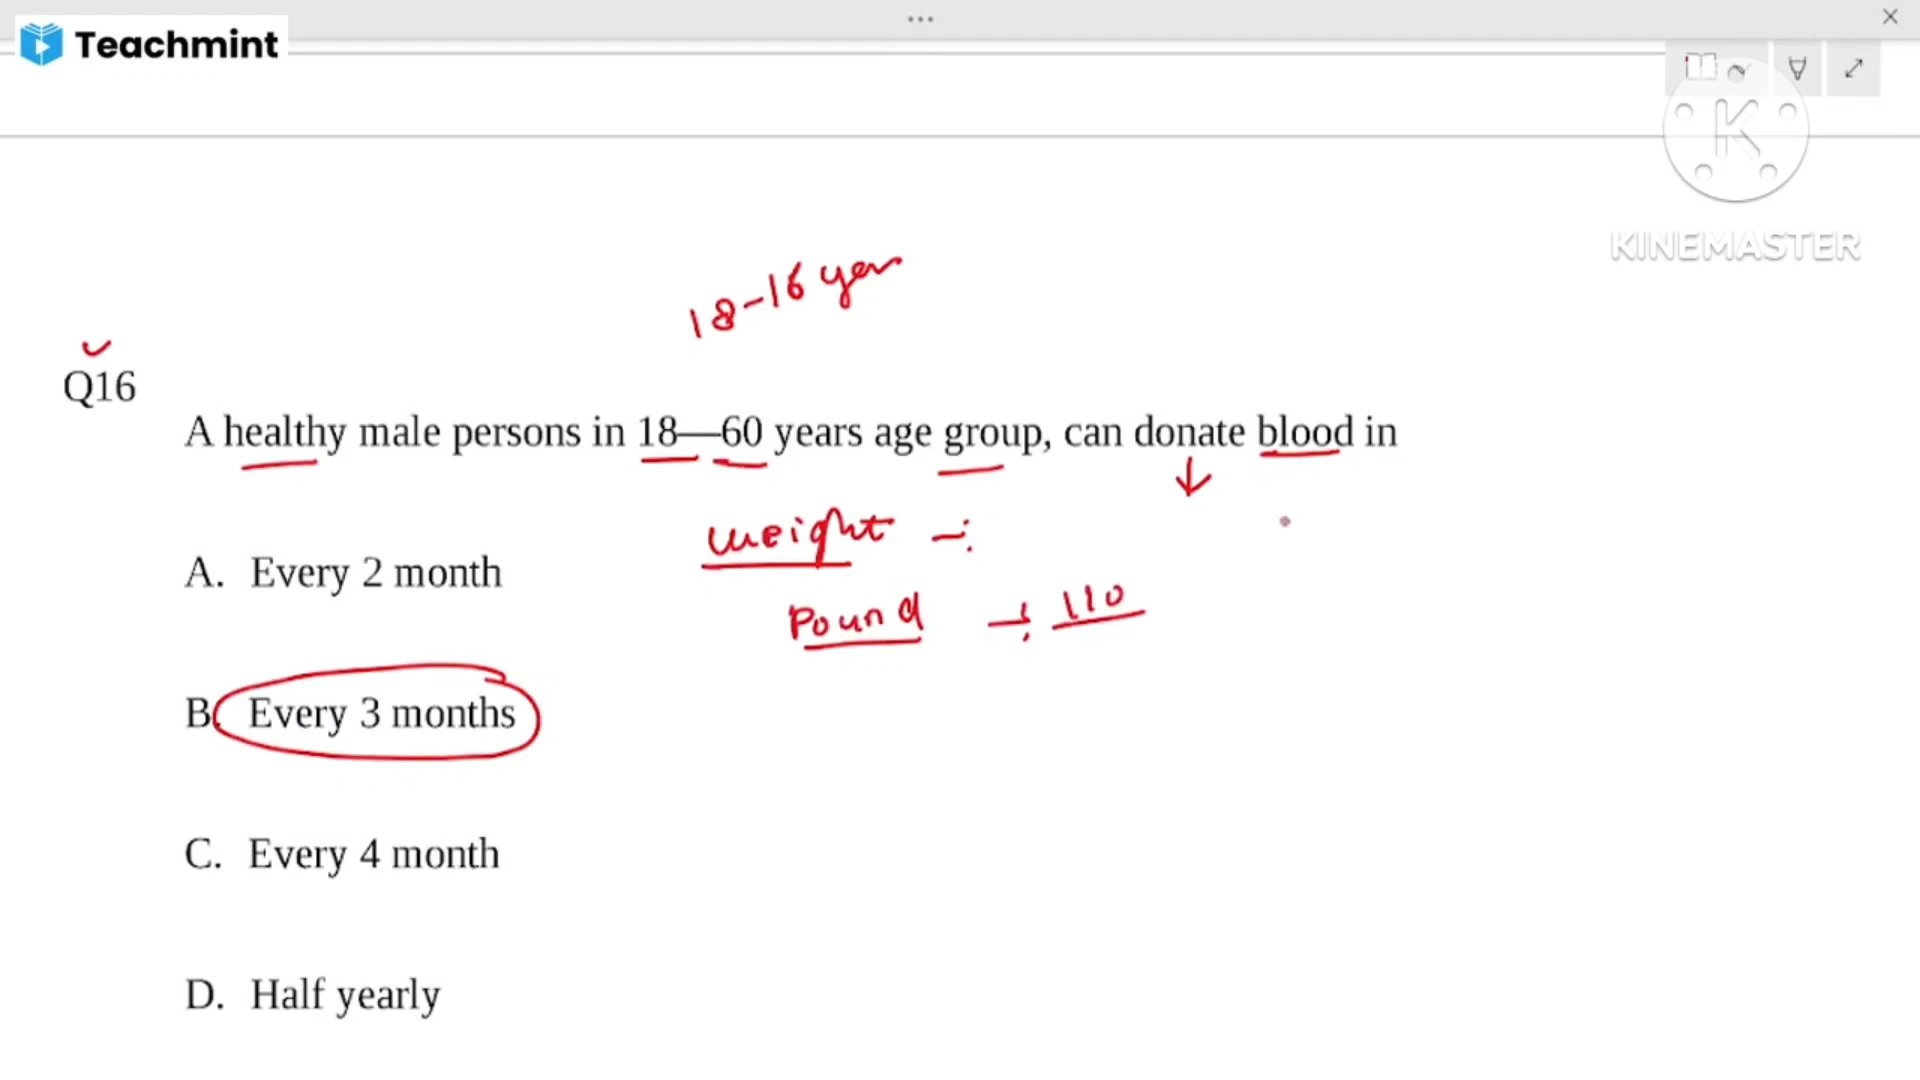 Teachmint
KINEMASTER
18-16 year
Q16
A healthy male persons in 18—60 years age group, can donate blood in
weight -:
A. Every 2 month
Pound -: 110
B. Every 3 months
C. Every 4 month
D. Half yearly